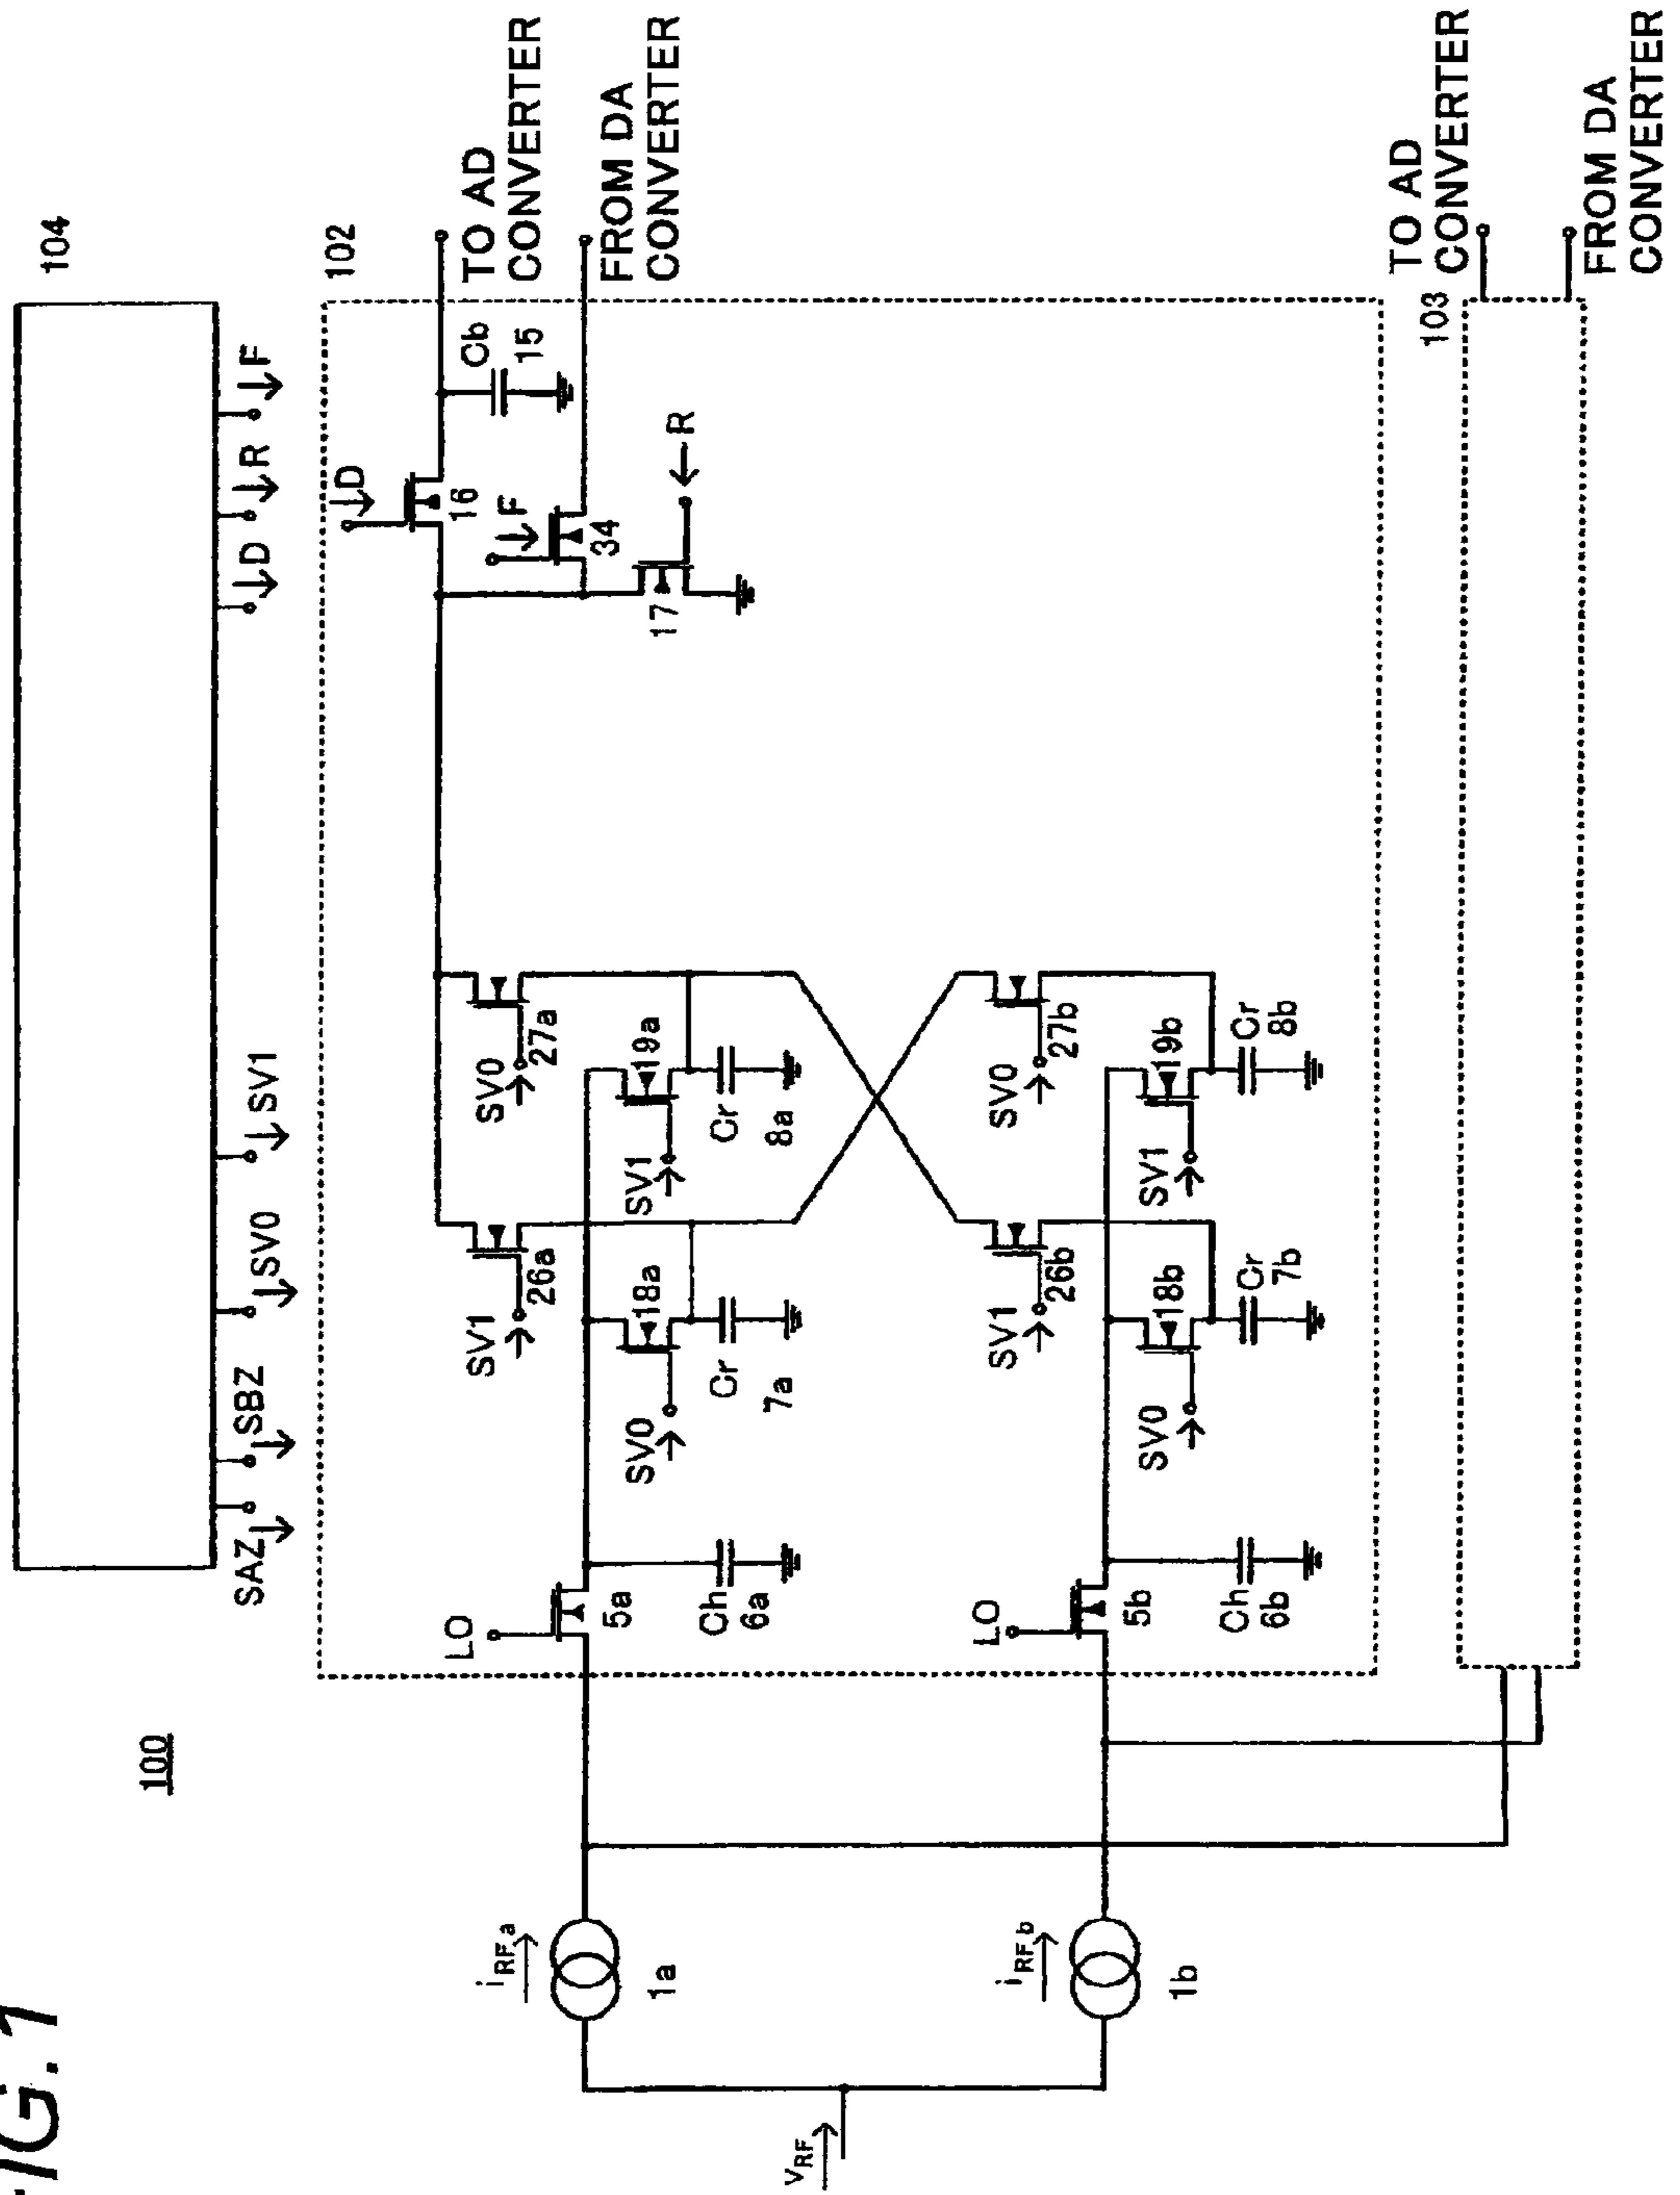 FIG.1
100
104
SAZ
SBZ
SV0
SV1
D
R
F
102
D
16
Cb
15
TO AD
CONVERTER
F
34
FROM DA
CONVERTER
R
17
SV1
26a
SV0
27a
LO
5a
Ch
6a
SV0
18a
Cr
7a
SV1
19a
Cr
8a
SV1
26b
SV0
27b
LO
5b
Ch
6b
SV0
18b
Cr
7b
SV1
19b
Cr
8b
iRFa
1a
vRF
iRFb
1b
103
TO AD
CONVERTER
FROM DA
CONVERTER